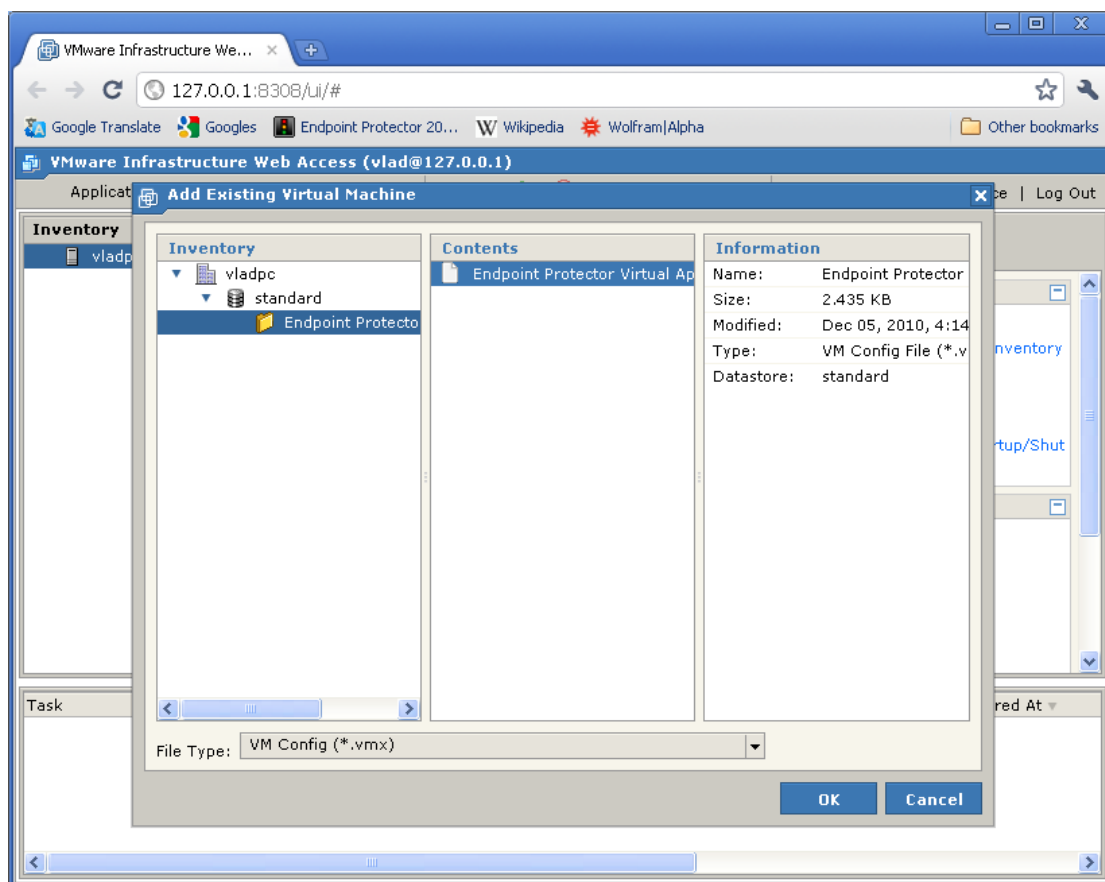 VMware Infrastructure We...
127.0.0.1:8308/ui/#
Google Translate Googles Endpoint Protector 20... Wikipedia Wolfram|Alpha Other bookmarks
VMware Infrastructure Web Access (vlad@127.0.0.1)
Applicat ce | Log Out
Add Existing Virtual Machine
Inventory
vladp
Inventory Contents Information
vladpc Endpoint Protector Virtual Ap Name: Endpoint Protector
standard Size: 2.435 KB
Endpoint Protecto Modified: Dec 05, 2010, 4:14
Type: VM Config File (*.v
Datastore: standard
nventory
rtup/Shut
Task red At
File Type: VM Config (*.vmx)
OK Cancel